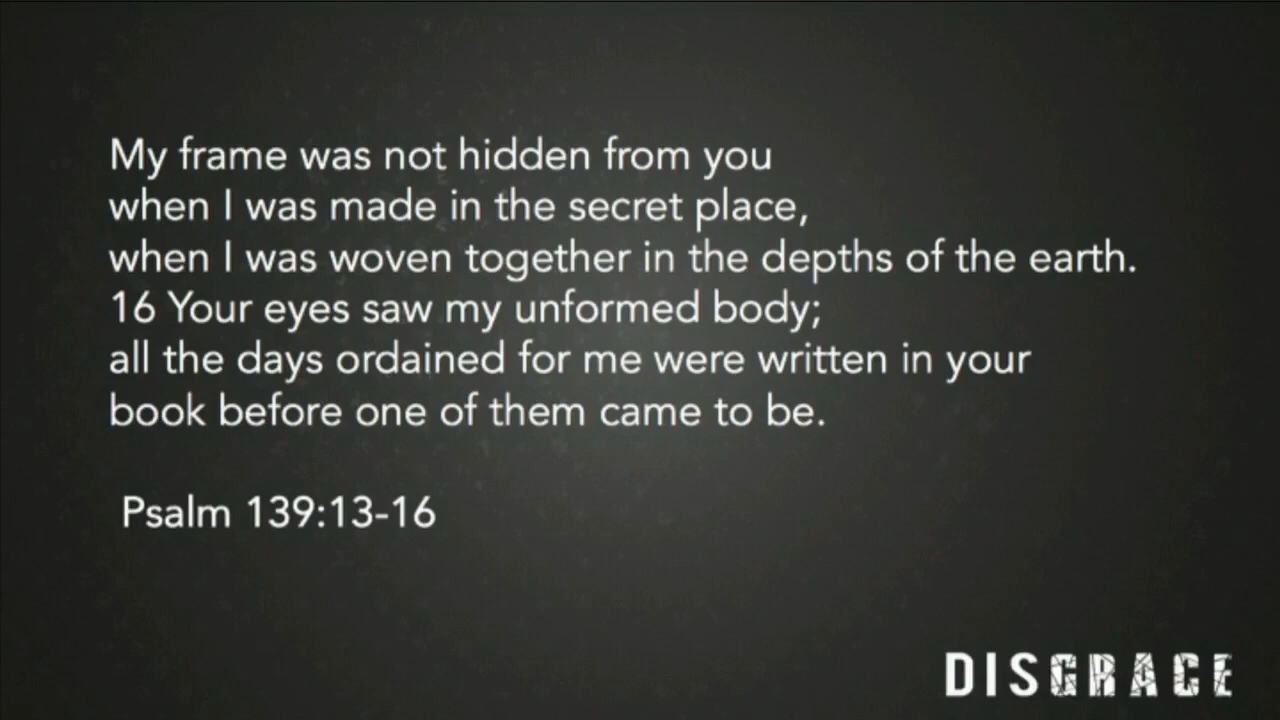 My frame was not hidden from you
when I was made in the secret place,
when I was woven together in the depths of the earth.
16 Your eyes saw my unformed body;
all the days ordained for me were written in your
book before one of them came to be.
Psalm 139:13-16
DISGRACE